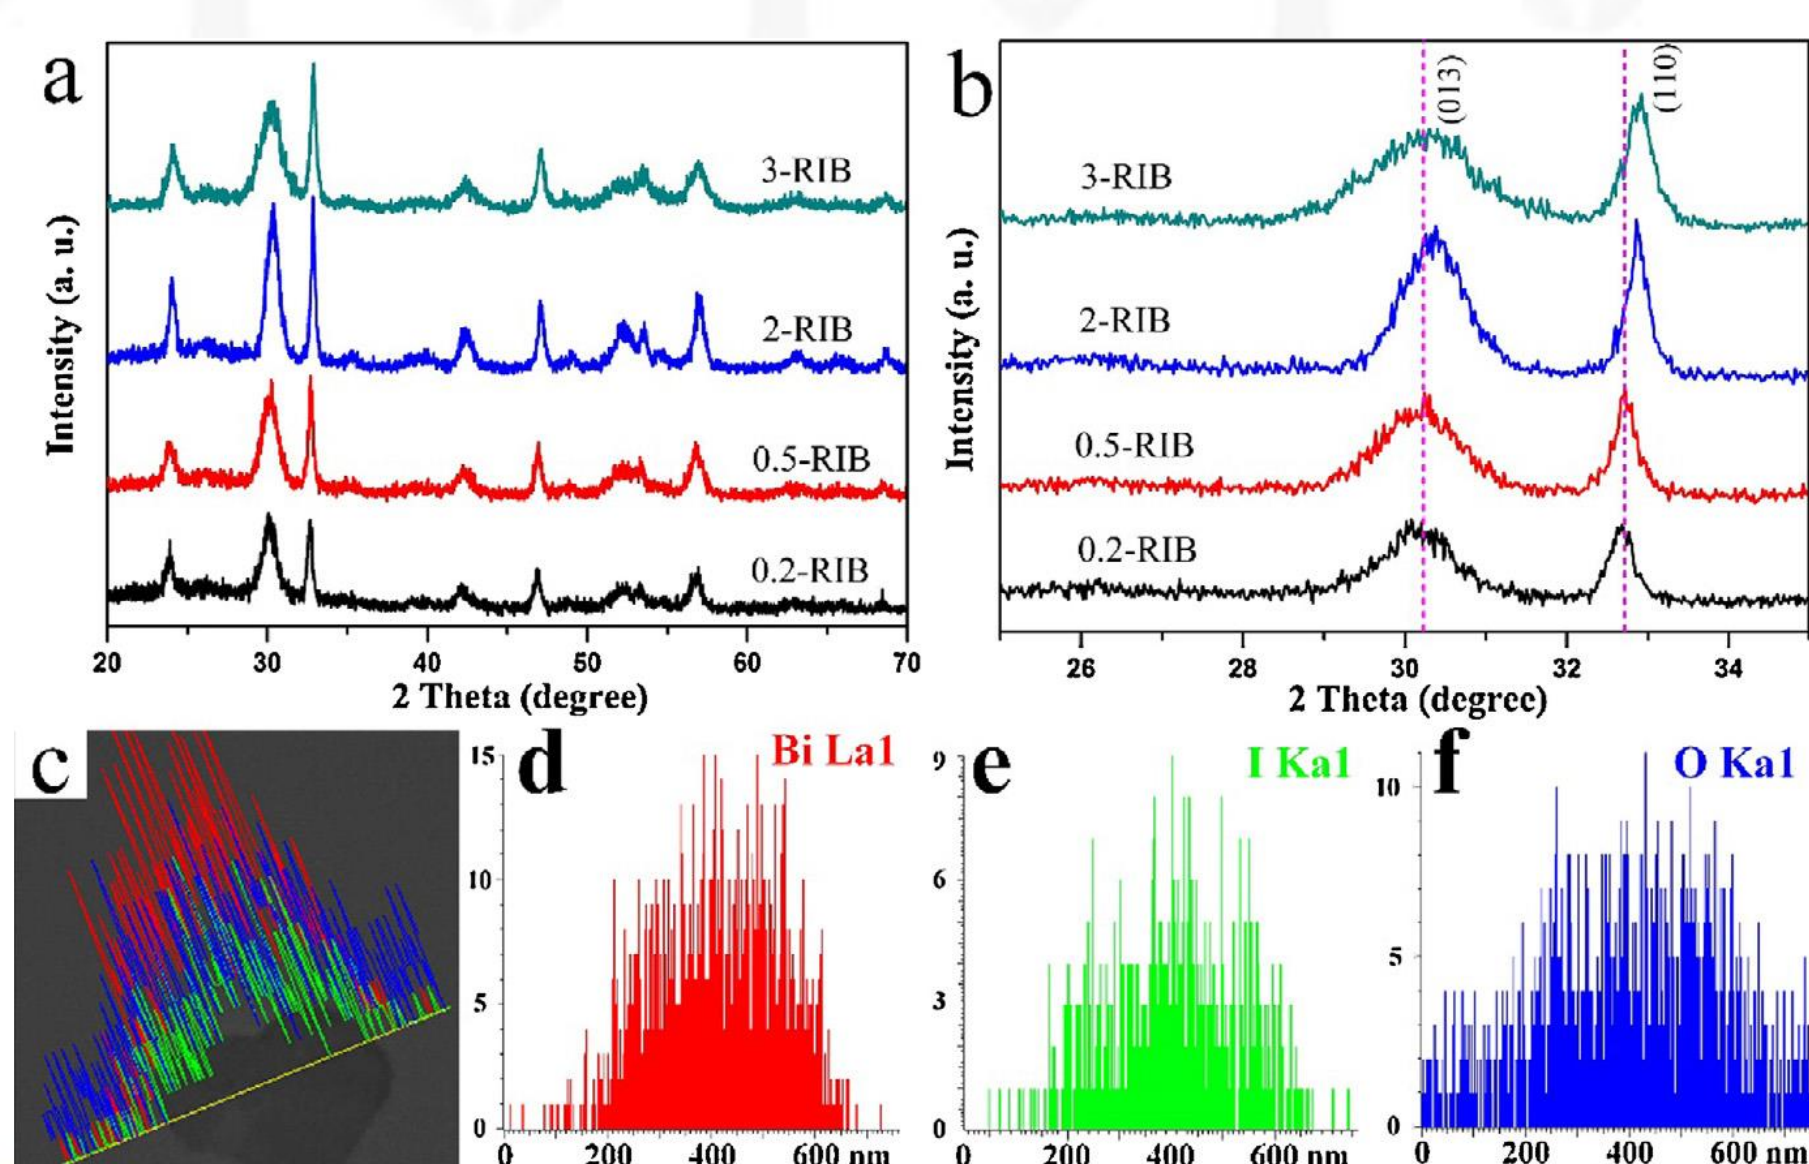 a
Intensity (a. u.)
3-RIB
2-RIB
0.5-RIB
0.2-RIB
20 30 40 50 60 70
2 Theta (degree)
b
Intensity (a. u.)
(013)
(110)
3-RIB
2-RIB
0.5-RIB
0.2-RIB
26 28 30 32 34
2 Theta (degree)
c
d
Bi La1
15
10
5
0
0 200 400 600 nm
e
I Ka1
9
6
3
0
0 200 400 600 nm
f
O Ka1
10
5
0
0 200 400 600 nm